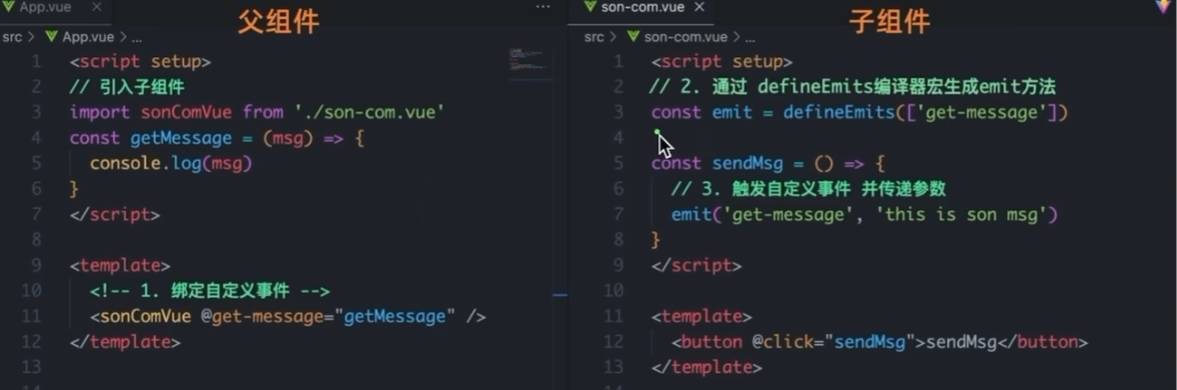 App.vue ×
父组件
...
src > App.vue > ...
1 <script setup>
2 // 引入子组件
3 import sonComVue from './son-com.vue'
4 const getMessage = (msg) => {
5 console.log(msg)
6 }
7 </script>
8
9 <template>
10 <!-- 1. 绑定自定义事件 -->
11 <sonComVue @get-message="getMessage" />
12 </template>
13
son-com.vue ×
子组件
src > son-com.vue > ...
1 <script setup>
2 // 2. 通过 defineEmits编译器宏生成emit方法
3 const emit = defineEmits(['get-message'])
4
5 const sendMsg = () => {
6 // 3. 触发自定义事件 并传递参数
7 emit('get-message', 'this is son msg')
8 }
9 </script>
10
11 <template>
12 <button @click="sendMsg">sendMsg</button>
13 </template>